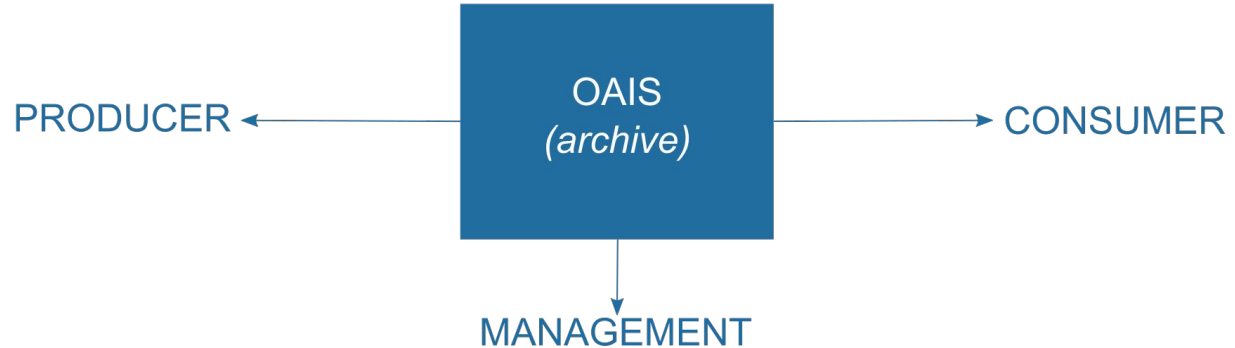 OAIS
(archive)
PRODUCER
CONSUMER
MANAGEMENT